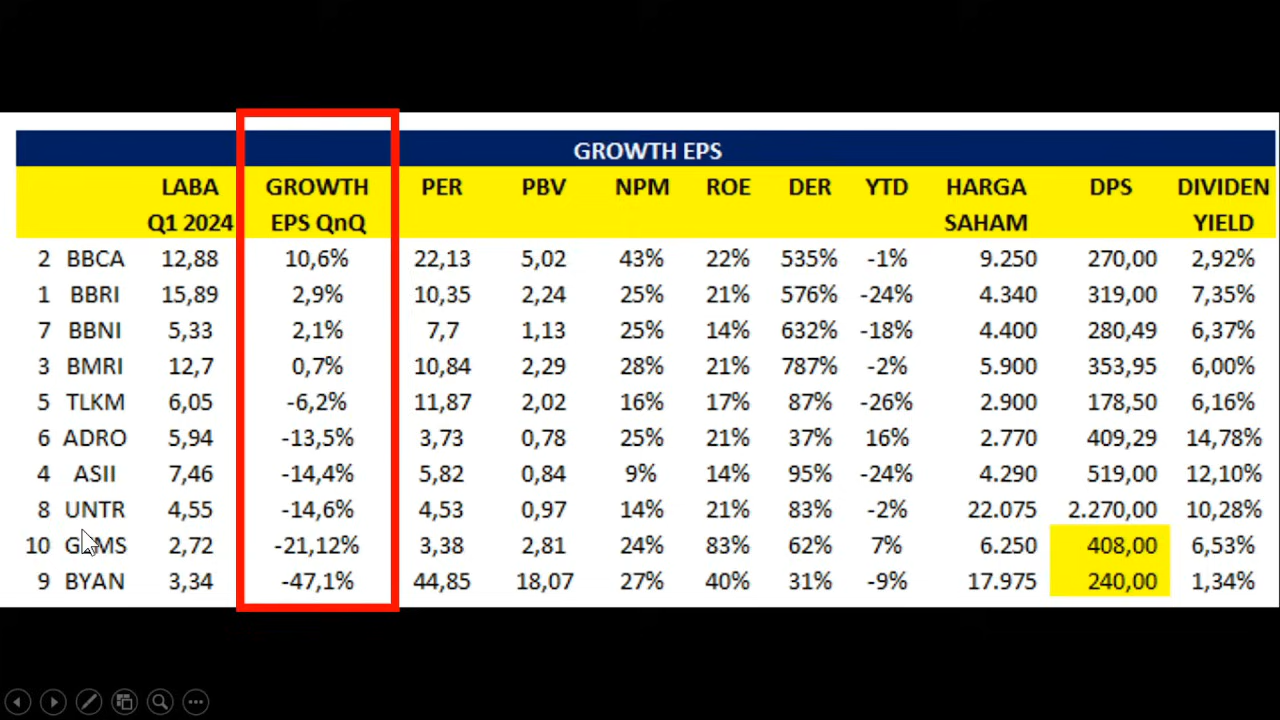 GROWTH EPS
LABA GROWTH PER PBV NPM ROE DER YTD HARGA DPS DIVIDEN
Q1 2024 EPS QnQ SAHAM YIELD
2 BBCA 12,88 10,6% 22,13 5,02 43% 22% 535% -1% 9.250 270,00 2,92%
1 BBRI 15,89 2,9% 10,35 2,24 25% 21% 576% -24% 4.340 319,00 7,35%
7 BBNI 5,33 2,1% 7,7 1,13 25% 14% 632% -18% 4.400 280,49 6,37%
3 BMRI 12,7 0,7% 10,84 2,29 28% 21% 787% -2% 5.900 353,95 6,00%
5 TLKM 6,05 -6,2% 11,87 2,02 16% 17% 87% -26% 2.900 178,50 6,16%
6 ADRO 5,94 -13,5% 3,73 0,78 25% 21% 37% 16% 2.770 409,29 14,78%
4 ASII 7,46 -14,4% 5,82 0,84 9% 14% 95% -24% 4.290 519,00 12,10%
8 UNTR 4,55 -14,6% 4,53 0,97 14% 21% 83% -2% 22.075 2.270,00 10,28%
10 2,72 -21,12% 3,38 2,81 24% 83% 62% 7% 6.250 408,00 6,53%
9 BYAN 3,34 -47,1% 44,85 18,07 27% 40% 31% -9% 17.975 240,00 1,34%